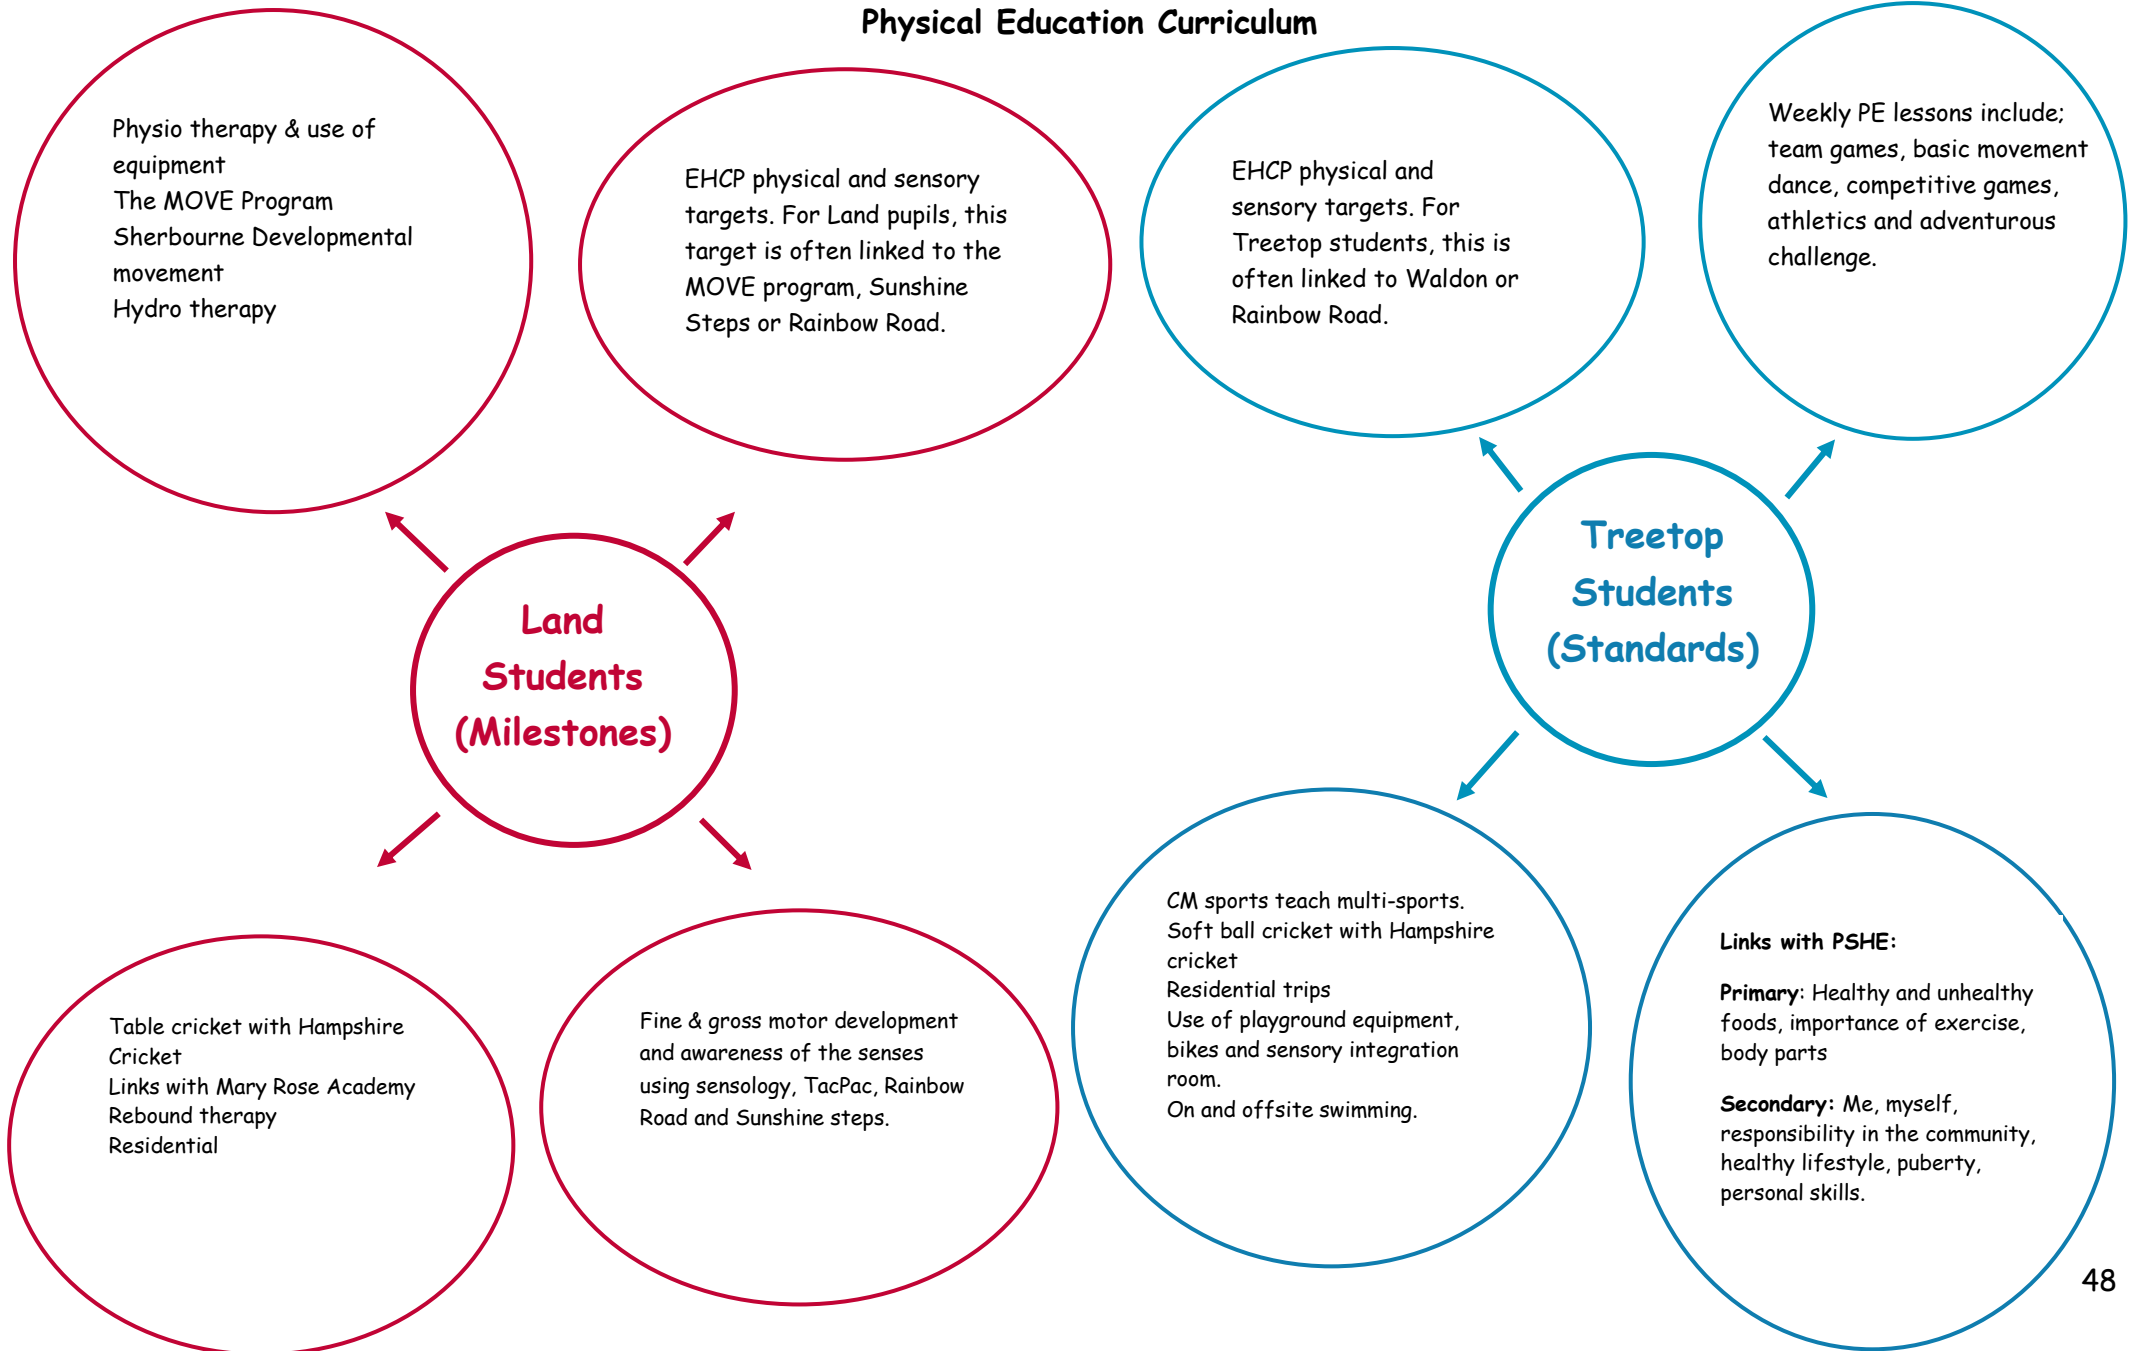 Physical Education Curriculum
Physio therapy & use of
equipment
The MOVE Program
Sherbourne Developmental
movement
Hydro therapy
EHCP physical and sensory
targets. For Land pupils, this
target is often linked to the
MOVE program, Sunshine
Steps or Rainbow Road.
EHCP physical and
sensory targets. For
Treetop students, this is
often linked to Waldon or
Rainbow Road.
Weekly PE lessons include;
team games, basic movement
dance, competitive games,
athletics and adventurous
challenge.
Land
Students
(Milestones)
Treetop
Students
(Standards)
Table cricket with Hampshire
Cricket
Links with Mary Rose Academy
Rebound therapy
Residential
Fine & gross motor development
and awareness of the senses
using sensology, TacPac, Rainbow
Road and Sunshine steps.
CM sports teach multi-sports.
Soft ball cricket with Hampshire
cricket
Residential trips
Use of playground equipment,
bikes and sensory integration
room.
On and offsite swimming.
Links with PSHE:
Primary: Healthy and unhealthy
foods, importance of exercise,
body parts
Secondary: Me, myself,
responsibility in the community,
healthy lifestyle, puberty,
personal skills.
48